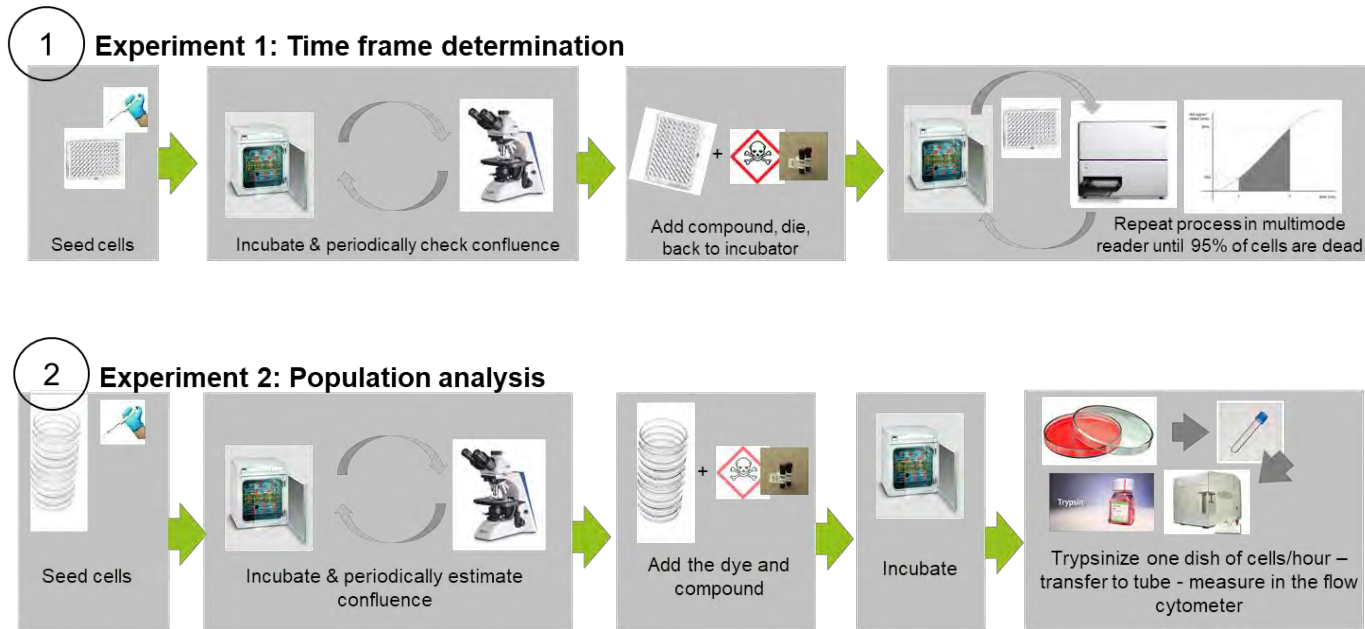 1
Experiment 1: Time frame determination
Seed cells
Incubate & periodically check confluence
+
Add compound, die,
back to incubator
Repeat process in multimode
reader until 95% of cells are dead
2
Experiment 2: Population analysis
Seed cells
Incubate & periodically estimate
confluence
+
Add the dye and
compound
Incubate
Trypsin
Trypsinize one dish of cells/hour –
transfer to tube - measure in the flow
cytometer